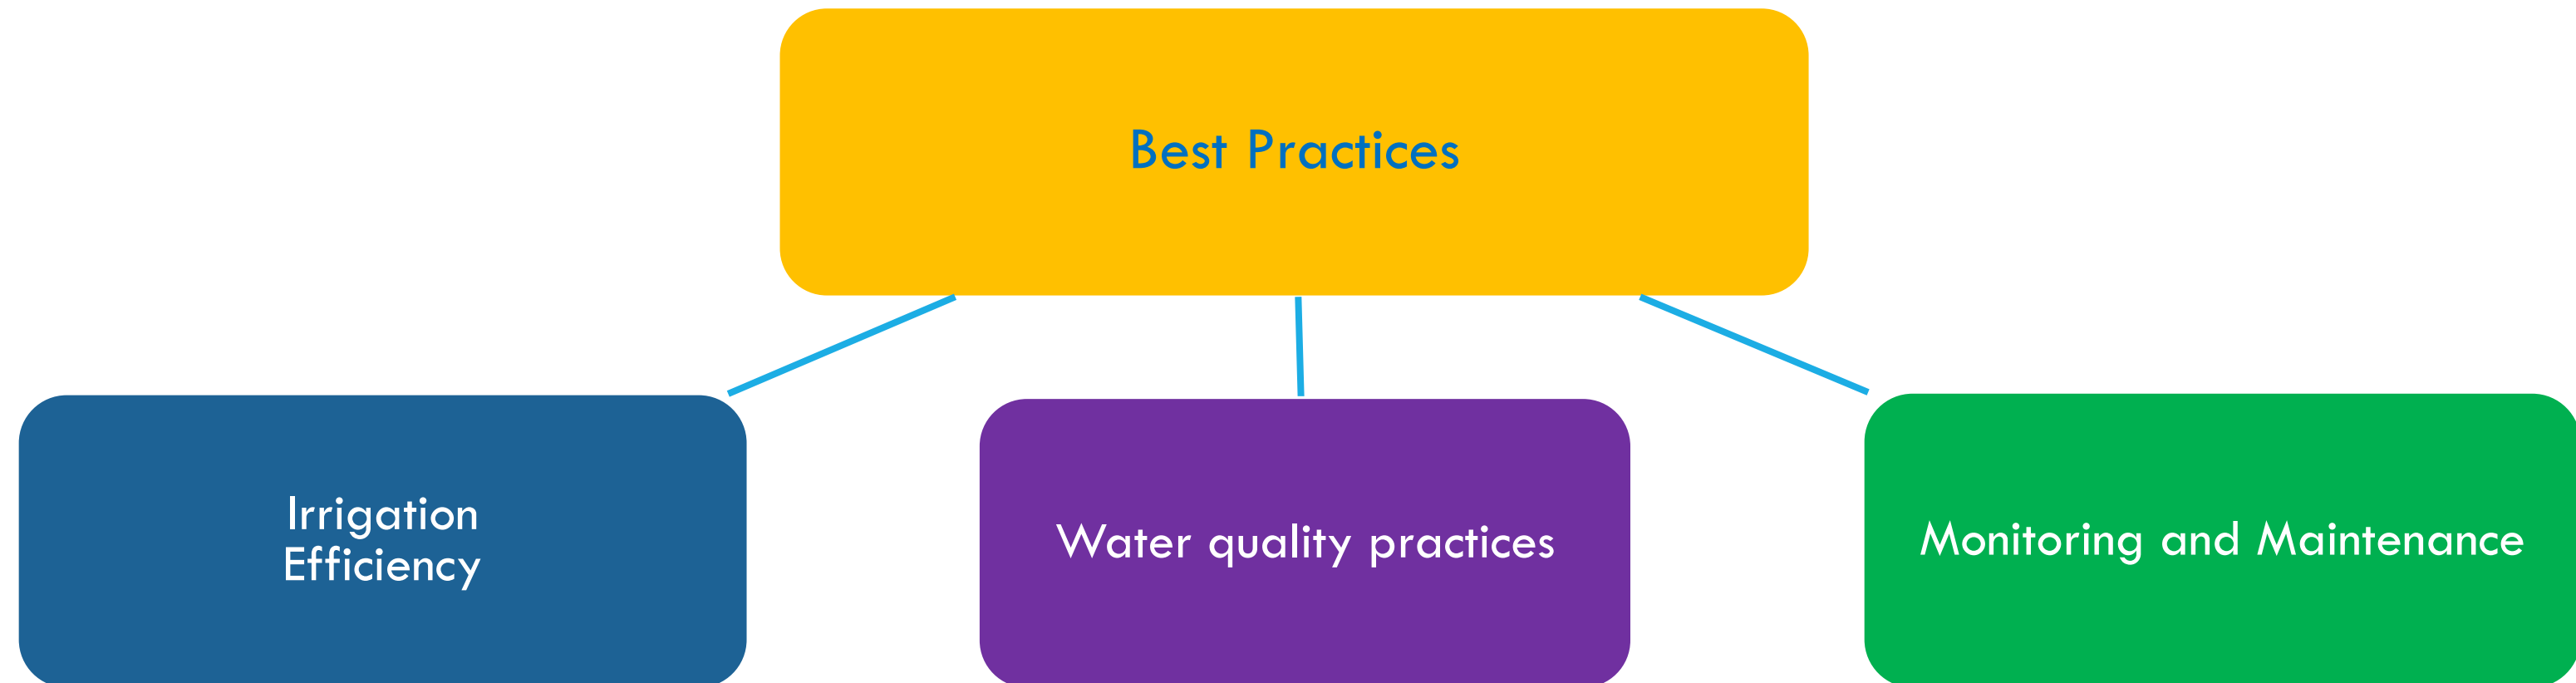 Best Practices
Irrigation
Efficiency
Water quality practices
Monitoring and Maintenance